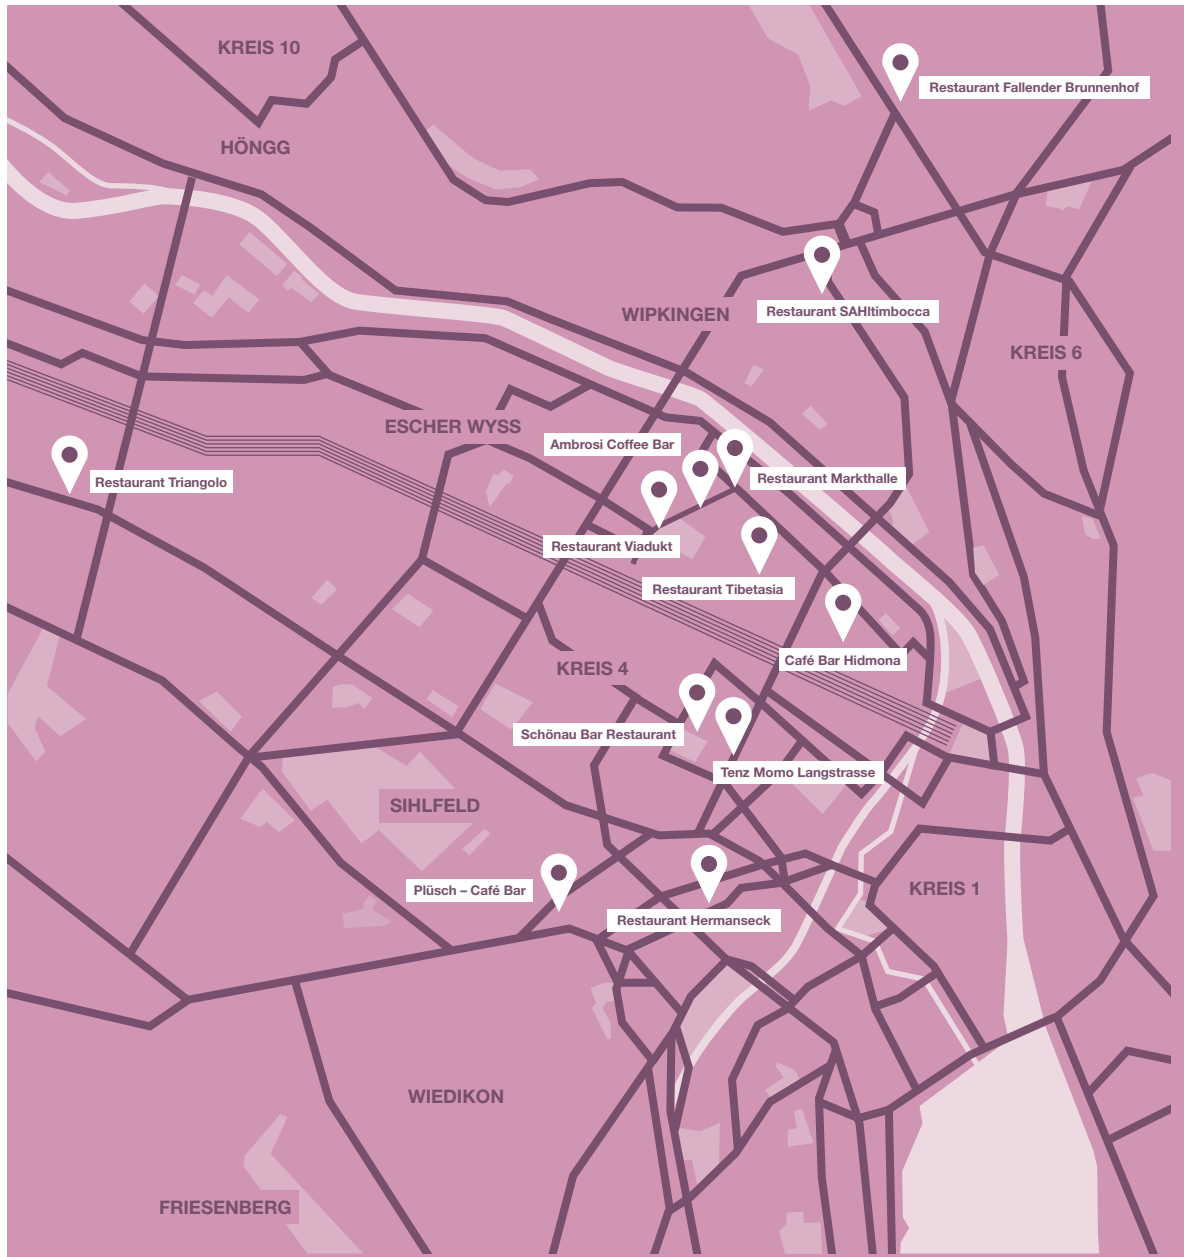 KREIS 10
Restaurant Fallender Brunnenhof
HÖNGG
Restaurant SAHltimbocca
WIPKINGEN
KREIS 6
ESCHER WYSS
Ambrosi Coffee Bar
Restaurant Markthalle
Restaurant Triangolo
Restaurant Viadukt
Restaurant Tibetasia
Café Bar Hidmona
KREIS 4
Schönau Bar Restaurant
Tenz Momo Langstrasse
SIHLFELD
Plüsch – Café Bar
KREIS 1
Restaurant Hermanseck
WIEDIKON
FRIESENBERG